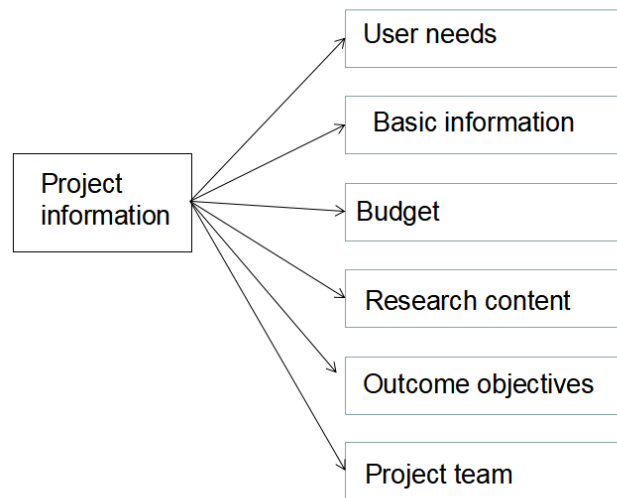 User needs
Basic information
Project
information
Budget
Research content
Outcome objectives
Project team